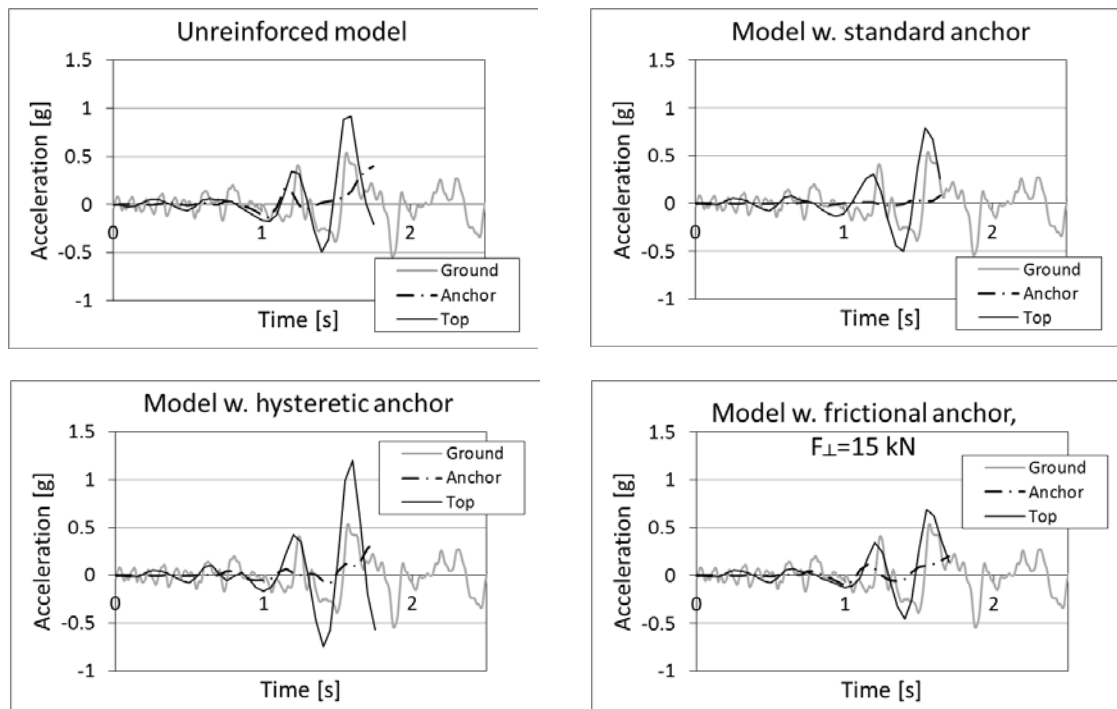 Unreinforced model
1.5
1
0.5
0
-0.5
-1
0
1
2
Acceleration [g]
Time [s]
Ground
Anchor
Top
Model w. standard anchor
1.5
1
0.5
0
-0.5
-1
0
1
2
Acceleration [g]
Time [s]
Ground
Anchor
Top
Model w. hysteretic anchor
1.5
1
0.5
0
-0.5
-1
0
1
2
Acceleration [g]
Time [s]
Ground
Anchor
Top
Model w. frictional anchor,
F⊥=15 kN
1.5
1
0.5
0
-0.5
-1
0
1
2
Acceleration [g]
Time [s]
Ground
Anchor
Top